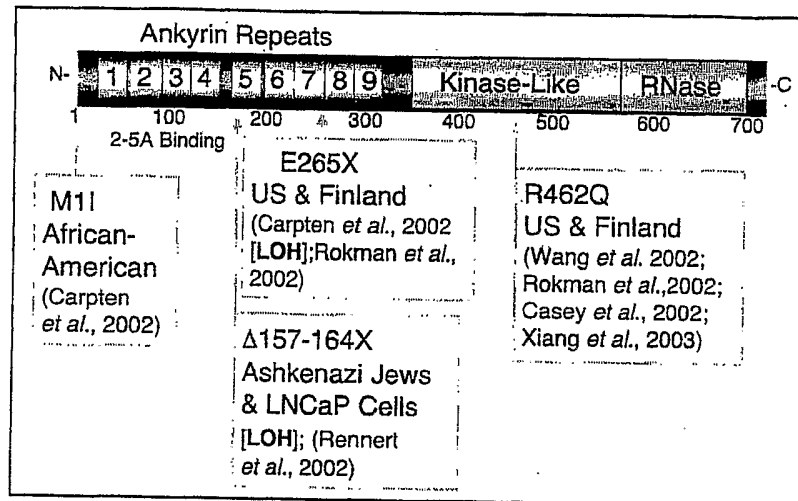 Ankyrin Repeats
N- 1 2 3 4 5 6 7 8 9 Kinase-Like RNase -C
1 100 200 300 400 500 600 700
2-5A Binding
M1I
African-
American
(Carpten
et al., 2002)
E265X
US & Finland
(Carpten et al., 2002
[LOH];Rokman et al.,
2002)
Δ157-164X
Ashkenazi Jews
& LNCaP Cells
[LOH]; (Rennert
et al., 2002)
R462Q
US & Finland
(Wang et al. 2002;
Rokman et al.,2002;
Casey et al., 2002;
Xiang et al., 2003)